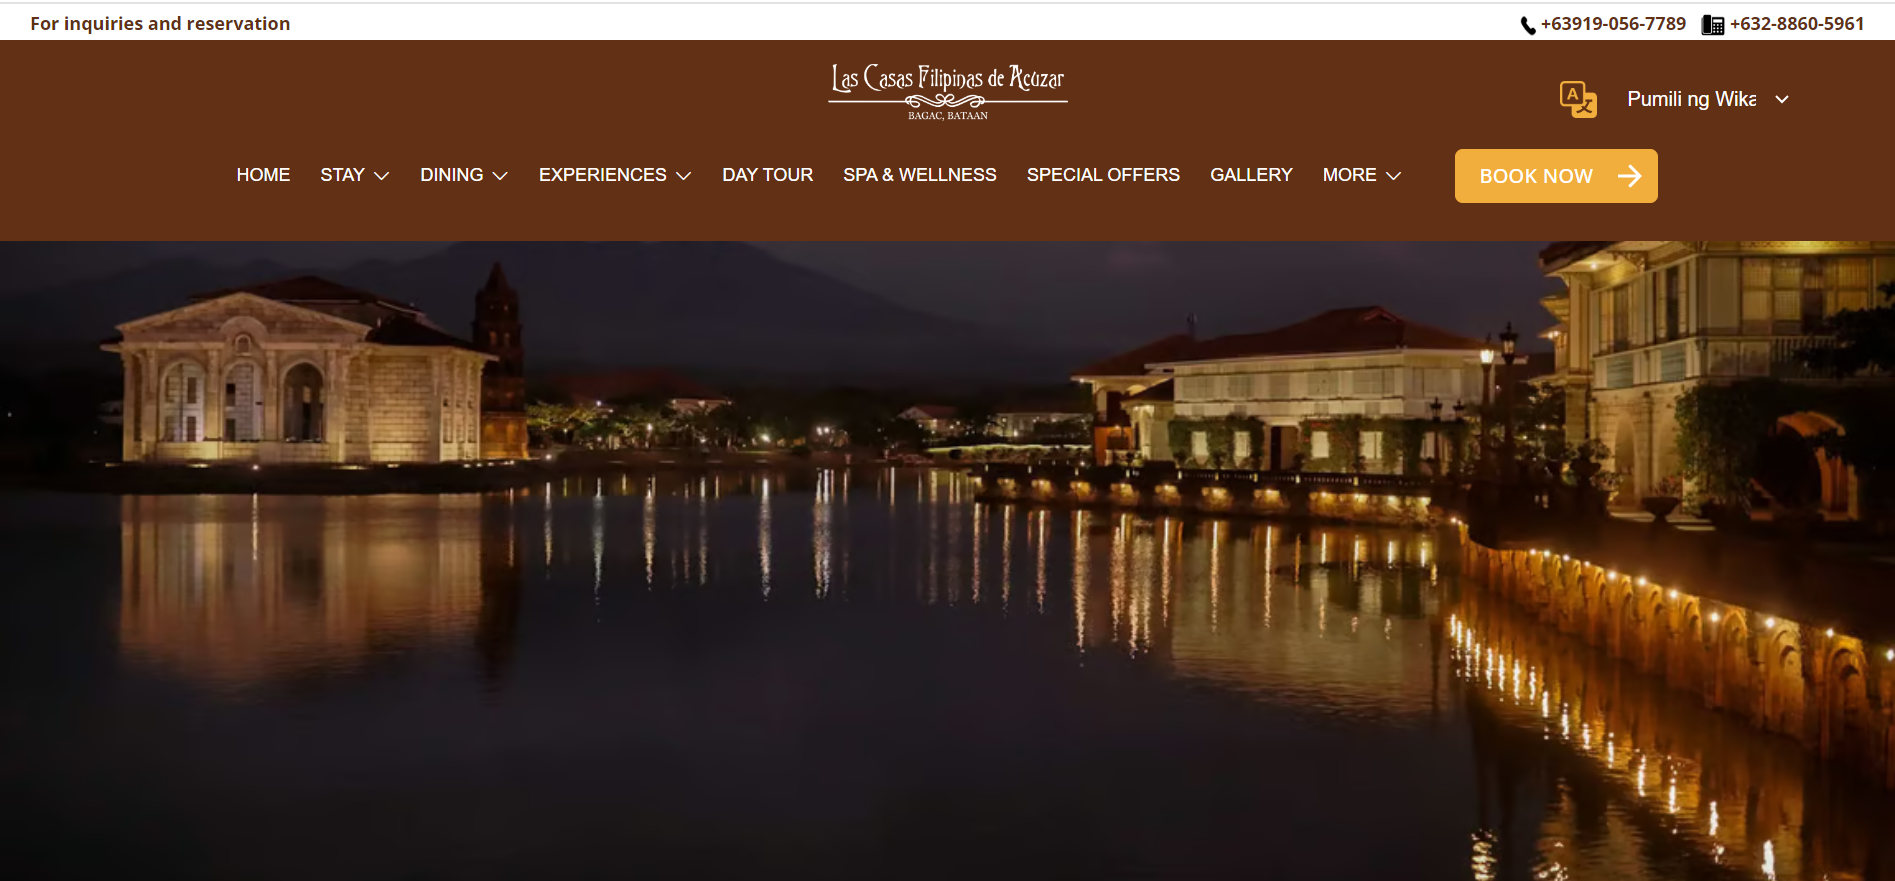 For inquiries and reservation
+63919-056-7789
+632-8860-5961
Las Casas Filipinas de Acúzar
BAGAC, BATAAN
Pumili ng Wika
HOME STAY DINING EXPERIENCES DAY TOUR SPA & WELLNESS SPECIAL OFFERS GALLERY MORE BOOK NOW